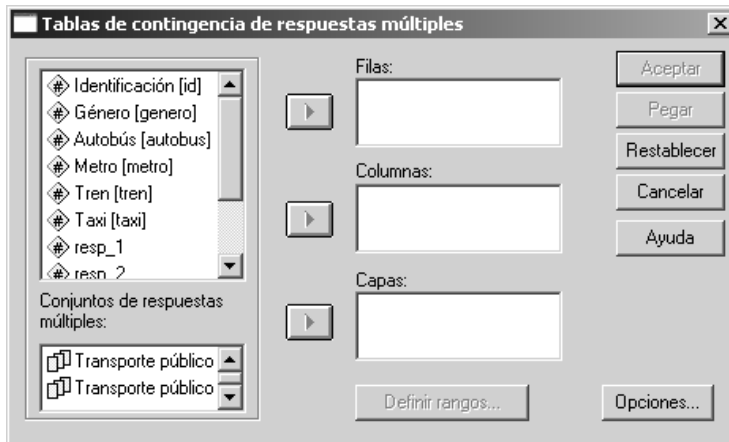 Tablas de contingencia de respuestas múltiples
Identificación [id]
Género [genero]
Autobús [autobus]
Metro [metro]
Tren [tren]
Taxi [taxi]
resp_1
resp_2
Conjuntos de respuestas
múltiples:
Transporte público
Transporte público
Filas:
Columnas:
Capas:
Definir rangos...
Aceptar
Pegar
Restablecer
Cancelar
Ayuda
Opciones...